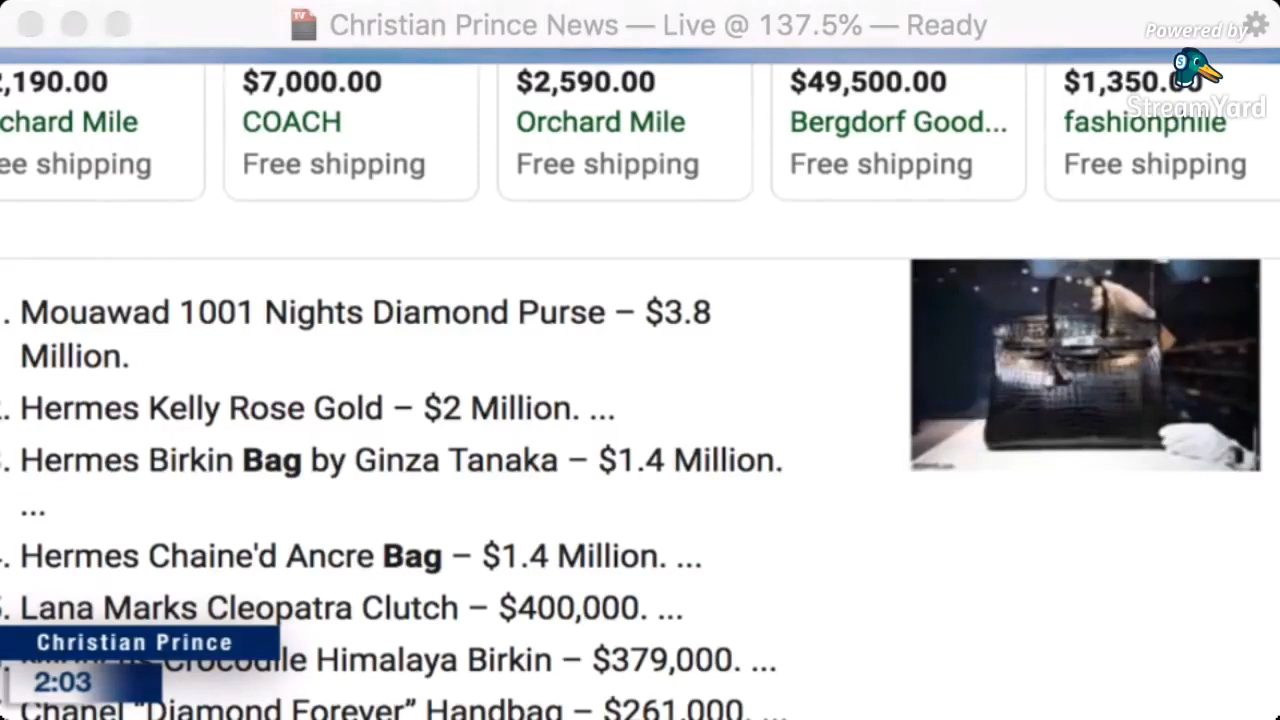 Christian Prince News — Live @ 137.5% — Ready
Powered by
StreamYard
,190.00
$7,000.00
$2,590.00
$49,500.00
$1,350.00
chard Mile
COACH
Orchard Mile
Bergdorf Good...
fashionphile
ee shipping
Free shipping
Free shipping
Free shipping
Free shipping
. Mouawad 1001 Nights Diamond Purse – $3.8
Million.
. Hermes Kelly Rose Gold – $2 Million. ...
. Hermes Birkin Bag by Ginza Tanaka – $1.4 Million.
...
. Hermes Chaine'd Ancre Bag – $1.4 Million. ...
. Lana Marks Cleopatra Clutch – $400,000. ...
Christian Prince
Crocodile Himalaya Birkin – $379,000. ...
2:03
Chanel “Diamond Forever” Handbag – $261,000. ...